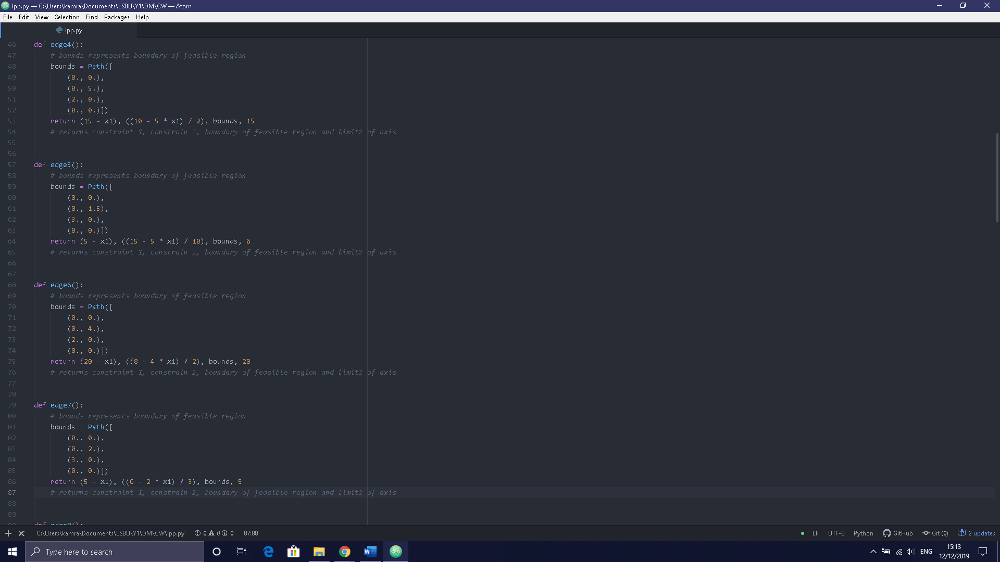 lpp.py — C:\Users\kamra\Documents\LSBU\Y1\DM\CW — Atom
File Edit View Selection Find Packages Help
lpp.py
46 def edge4():
47 # bounds represents boundary of feasible region
48 bounds = Path([
49 (0., 0.),
50 (0., 5.),
51 (2., 0.),
52 (0., 0.)])
53 return (15 - x1), ((10 - 5 * x1) / 2), bounds, 15
54 # returns constraint 1, constrain 2, boundary of feasible region and limit2 of axis
55
56
57 def edge5():
58 # bounds represents boundary of feasible region
59 bounds = Path([
60 (0., 0.),
61 (0., 1.5),
62 (3., 0.),
63 (0., 0.)])
64 return (5 - x1), ((15 - 5 * x1) / 10), bounds, 6
65 # returns constraint 1, constrain 2, boundary of feasible region and limit2 of axis
66
67
68 def edge6():
69 # bounds represents boundary of feasible region
70 bounds = Path([
71 (0., 0.),
72 (0., 4.),
73 (2., 0.),
74 (0., 0.)])
75 return (20 - x1), ((8 - 4 * x1) / 2), bounds, 20
76 # returns constraint 1, constrain 2, boundary of feasible region and limit2 of axis
77
78
79 def edge7():
80 # bounds represents boundary of feasible region
81 bounds = Path([
82 (0., 0.),
83 (0., 2.),
84 (3., 0.),
85 (0., 0.)])
86 return (5 - x1), ((6 - 2 * x1) / 3), bounds, 5
87 # returns constraint 1, constrain 2, boundary of feasible region and limit2 of axis
88
89
C:\Users\kamra\Documents\LSBU\Y1\DM\CW\lpp.py 0 0 0 87:88 LF UTF-8 Python GitHub Git (0) 2 updates
Type here to search ENG 15:13
12/12/2019